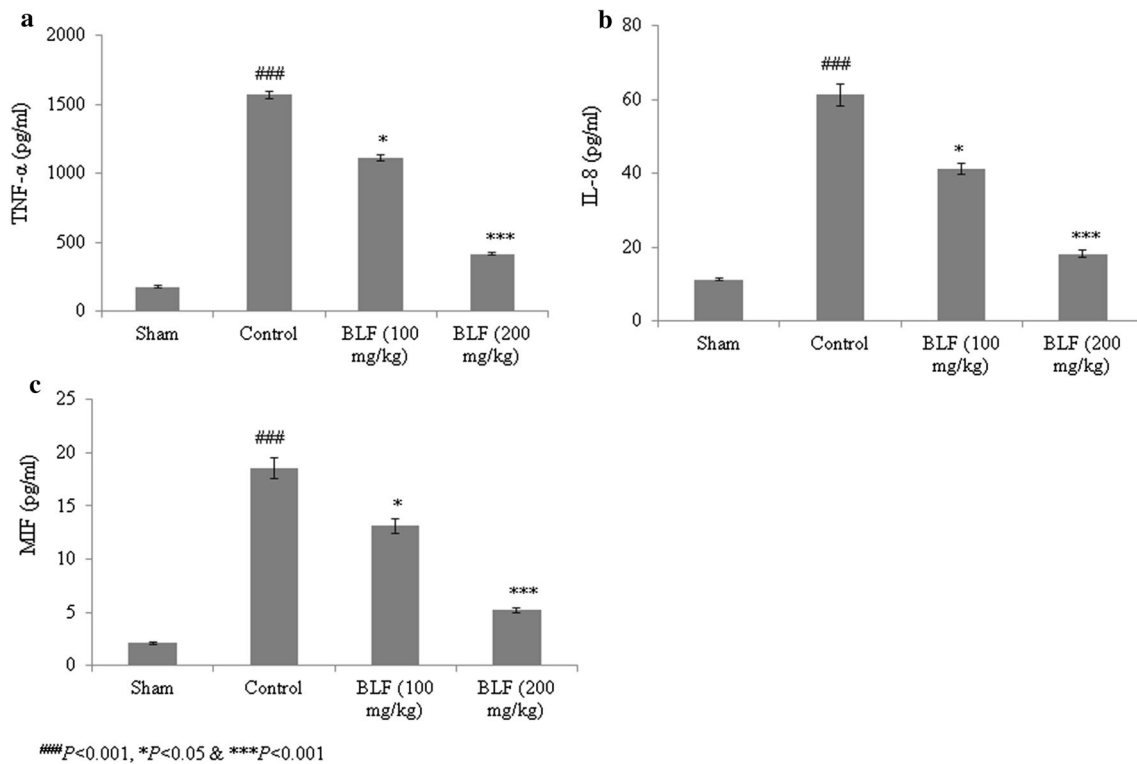 a
2000
1500
1000
500
0
TNF-α (pg/ml)
###
*
***
Sham
Control
BLF (100 mg/kg)
BLF (200 mg/kg)
b
80
60
40
20
0
IL-8 (pg/ml)
###
*
***
Sham
Control
BLF (100 mg/kg)
BLF (200 mg/kg)
c
25
20
15
10
5
0
MIF (pg/ml)
###
*
***
Sham
Control
BLF (100 mg/kg)
BLF (200 mg/kg)
###P<0.001, *P<0.05 & ***P<0.001